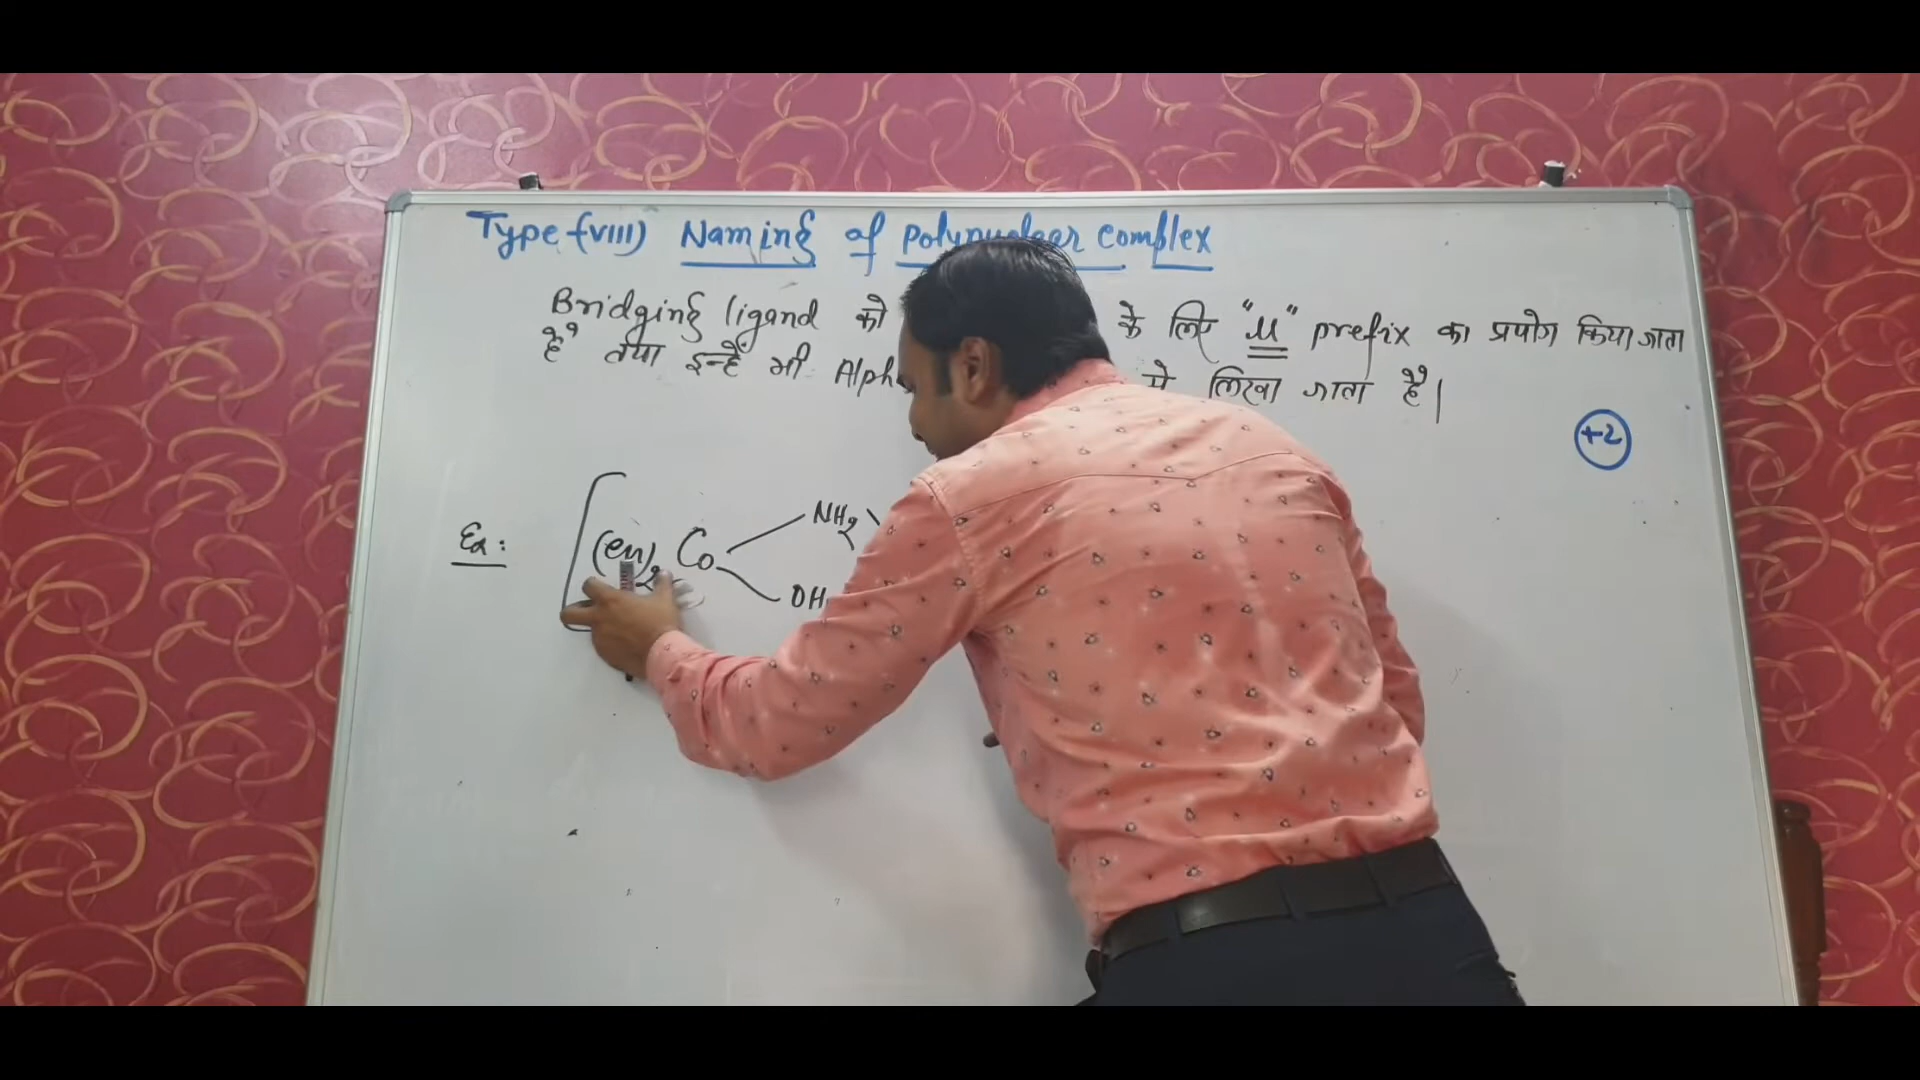 Type (VIII) Naming of Polynuclear complex
Bridging ligand को के लिए "μ" prefix का प्रयोग किया जाता
है तथा इन्हें भी Alph मे लिखा जाता है।
+2
Ex: [(en)2 Co NH2
OH